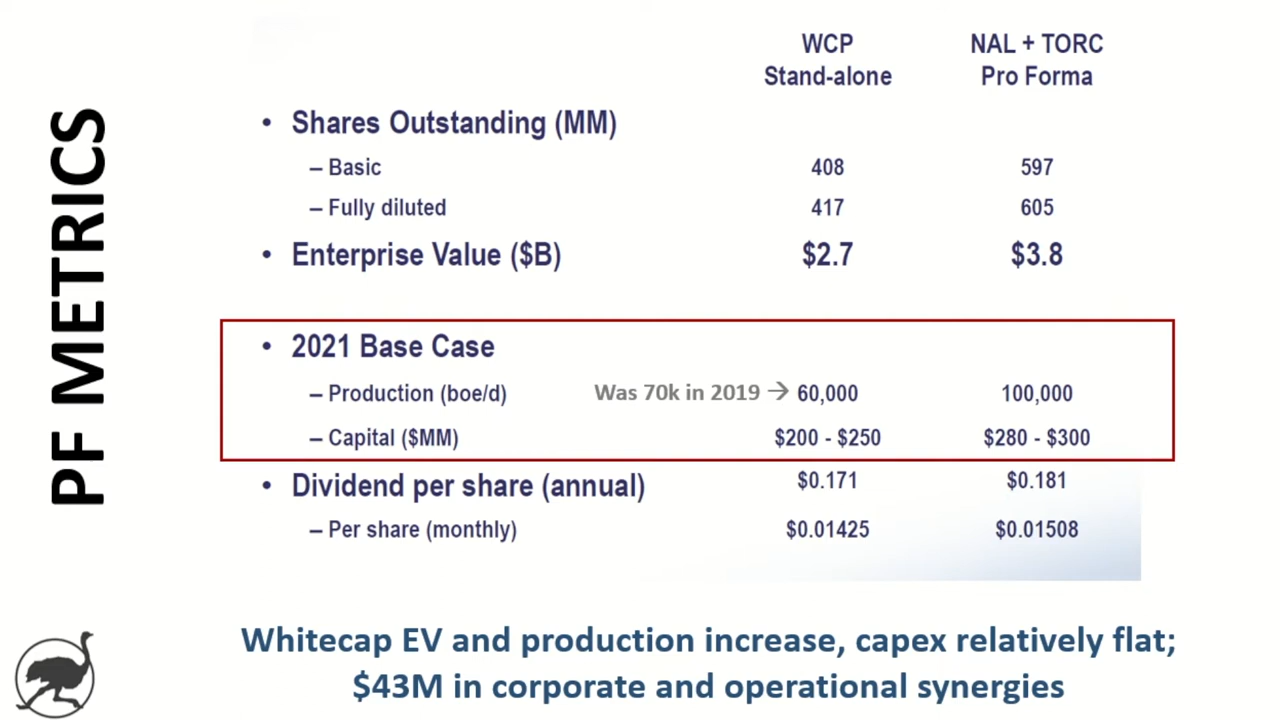 PF METRICS
WCP NAL + TORC
Stand-alone Pro Forma
• Shares Outstanding (MM)
– Basic 408 597
– Fully diluted 417 605
• Enterprise Value ($B) $2.7 $3.8
• 2021 Base Case
– Production (boe/d) Was 70k in 2019 → 60,000 100,000
– Capital ($MM) $200 - $250 $280 - $300
• Dividend per share (annual) $0.171 $0.181
– Per share (monthly) $0.01425 $0.01508
Whitecap EV and production increase, capex relatively flat;
$43M in corporate and operational synergies